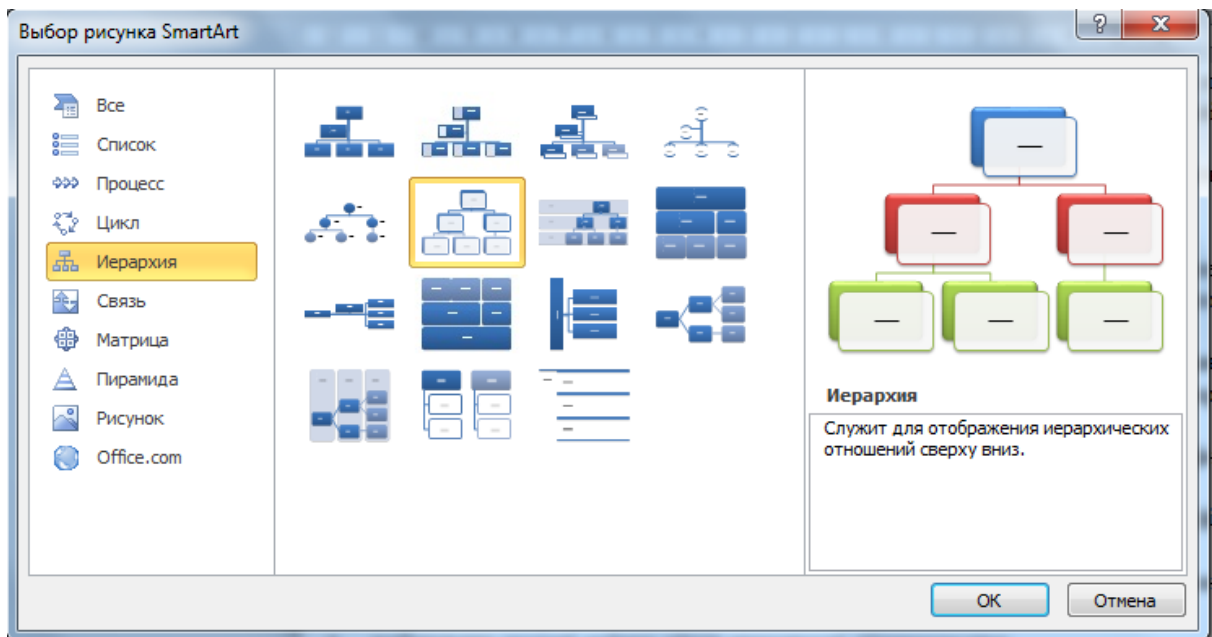 Выбор рисунка SmartArt
Все
Список
Процесс
Цикл
Иерархия
Связь
Матрица
Пирамида
Рисунок
Office.com
Иерархия
Служит для отображения иерархических
отношений сверху вниз.
ОК
Отмена